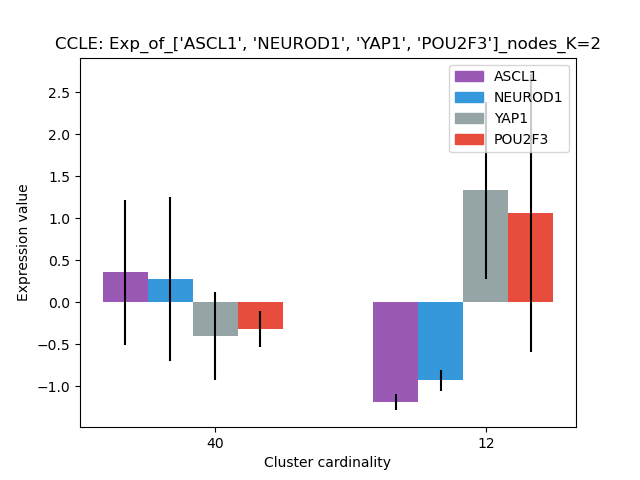 CCLE: Exp_of_['ASCL1', 'NEUROD1', 'YAP1', 'POU2F3']_nodes_K=2
ASCL1
NEUROD1
YAP1
POU2F3
2.5
2.0
1.5
1.0
0.5
0.0
−0.5
−1.0
Expression value
40
12
Cluster cardinality